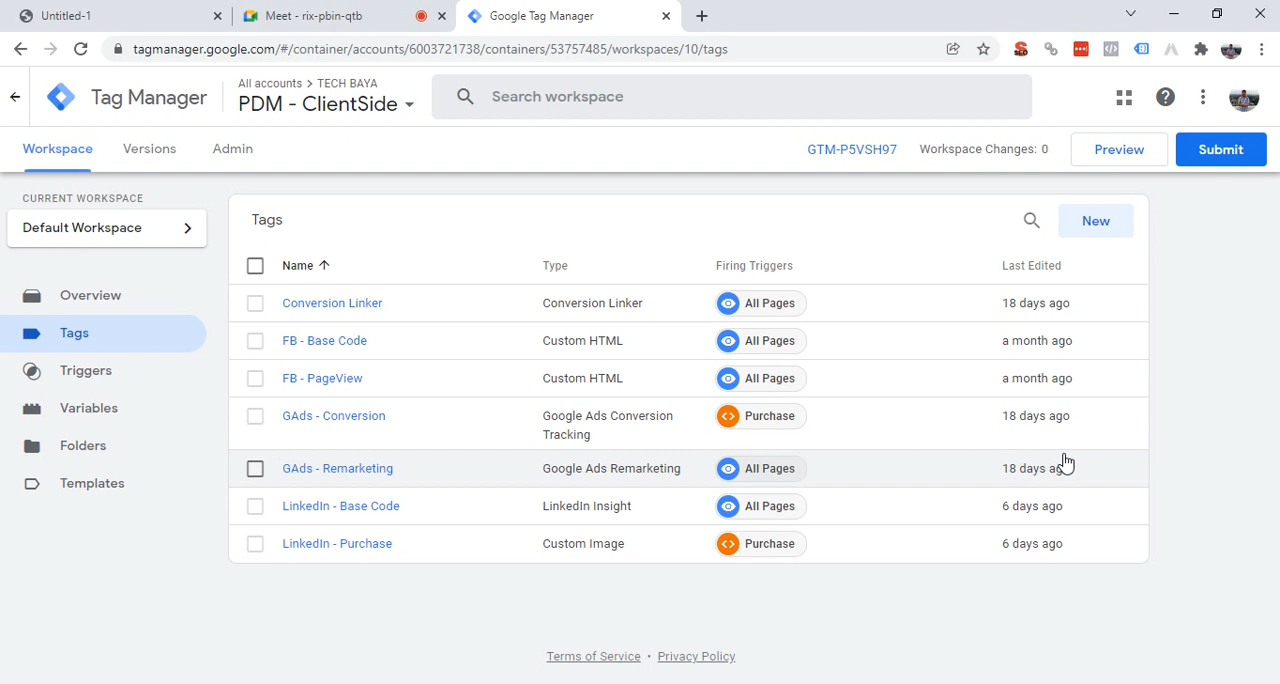 Untitled-1
Meet - rix-pbin-qtb
Google Tag Manager
tagmanager.google.com/#/container/accounts/6003721738/containers/53757485/workspaces/10/tags
Tag Manager
All accounts > TECH BAYA
PDM - ClientSide
Search workspace
Workspace
Versions
Admin
GTM-P5VSH97
Workspace Changes: 0
Preview
Submit
CURRENT WORKSPACE
Default Workspace
Overview
Tags
Triggers
Variables
Folders
Templates
Tags
New
Name Type Firing Triggers Last Edited
Conversion Linker Conversion Linker All Pages 18 days ago
FB - Base Code Custom HTML All Pages a month ago
FB - PageView Custom HTML All Pages a month ago
GAds - Conversion Google Ads Conversion Purchase 18 days ago
Tracking
GAds - Remarketing Google Ads Remarketing All Pages 18 days ago
LinkedIn - Base Code LinkedIn Insight All Pages 6 days ago
LinkedIn - Purchase Custom Image Purchase 6 days ago
Terms of Service • Privacy Policy